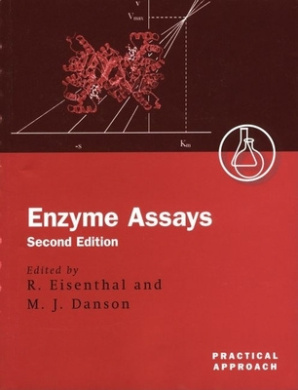 v
Vmax
-s
Km
Enzyme Assays
Second Edition
Edited by
R. Eisenthal and
M. J. Danson
PRACTICAL
APPROACH